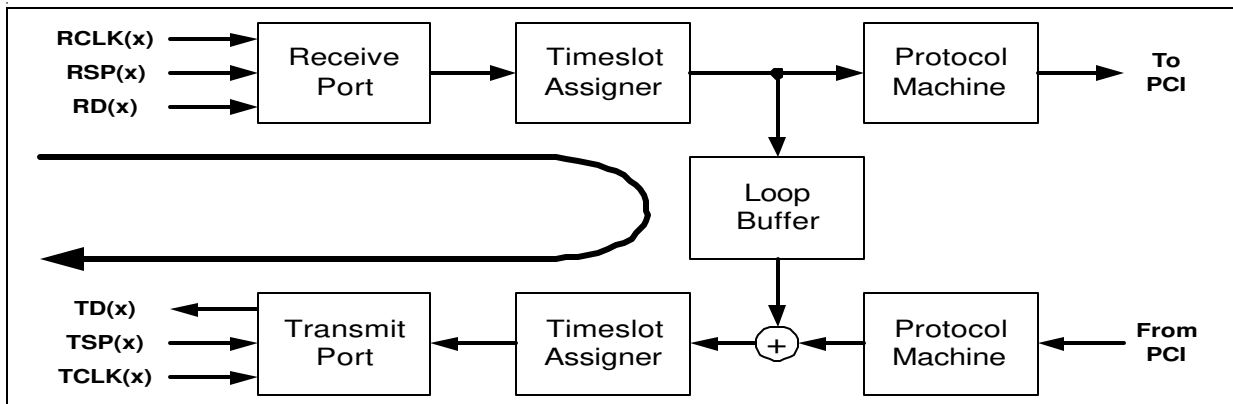 RCLK(x)
RSP(x)
RD(x)
Receive
Port
Timeslot
Assigner
Protocol
Machine
To
PCI
Loop
Buffer
TD(x)
TSP(x)
TCLK(x)
Transmit
Port
Timeslot
Assigner
+
Protocol
Machine
From
PCI